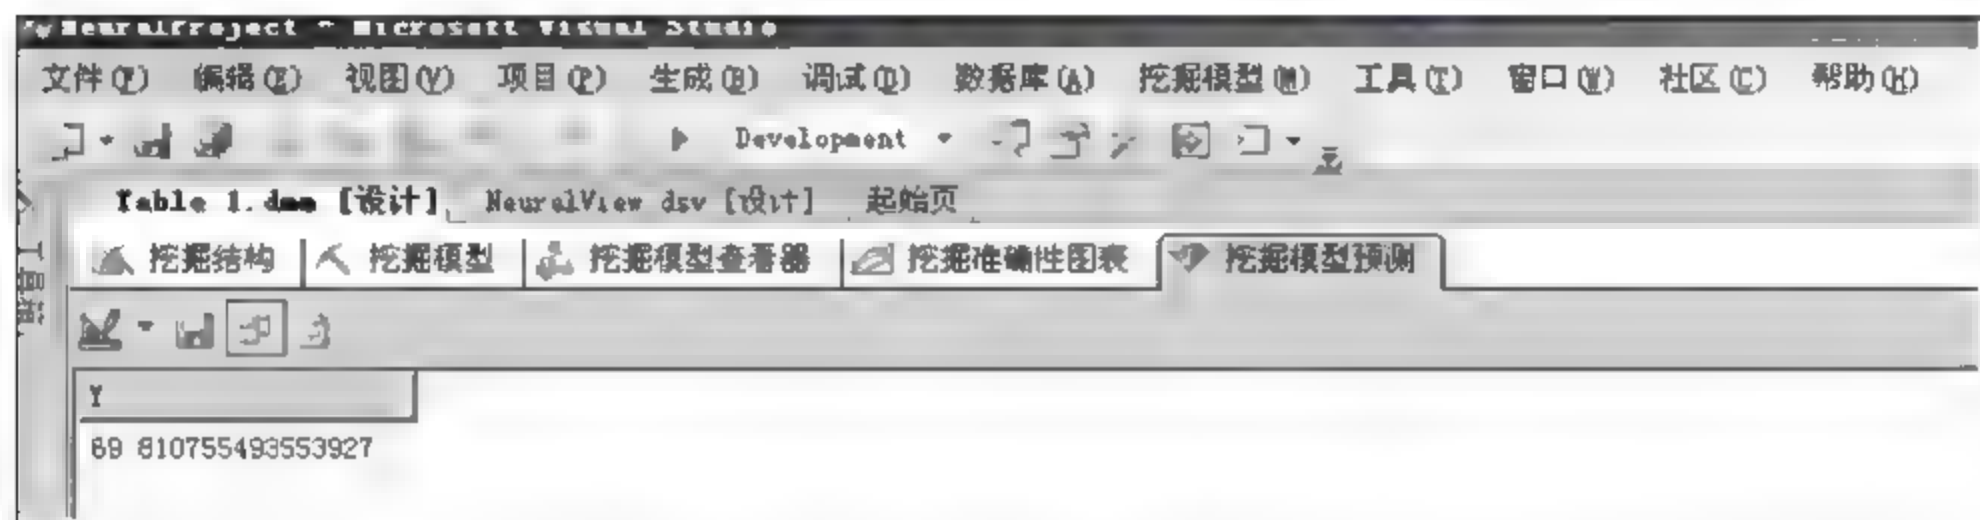 NeuralProject - Microsoft Visual Studio
文件(F) 编辑(E) 视图(V) 项目(P) 生成(B) 调试(D) 数据库(A) 挖掘模型(M) 工具(T) 窗口(W) 社区(C) 帮助(H)
Development
Table 1.dmm [设计] NeuralView dsv [设计] 起始页
挖掘结构 挖掘模型 挖掘模型查看器 挖掘准确性图表 挖掘模型预测
工具箱
Y
69 810755493553927